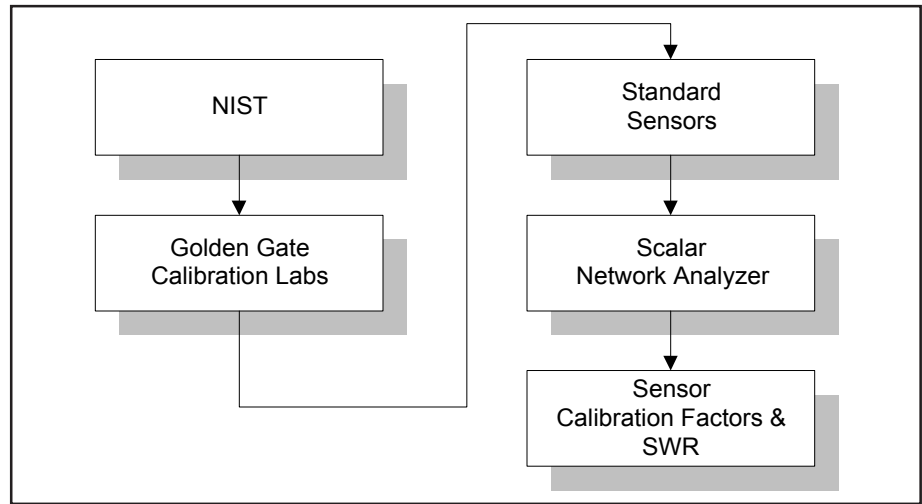 NIST
Golden Gate
Calibration Labs
Standard
Sensors
Scalar
Network Analyzer
Sensor
Calibration Factors &
SWR